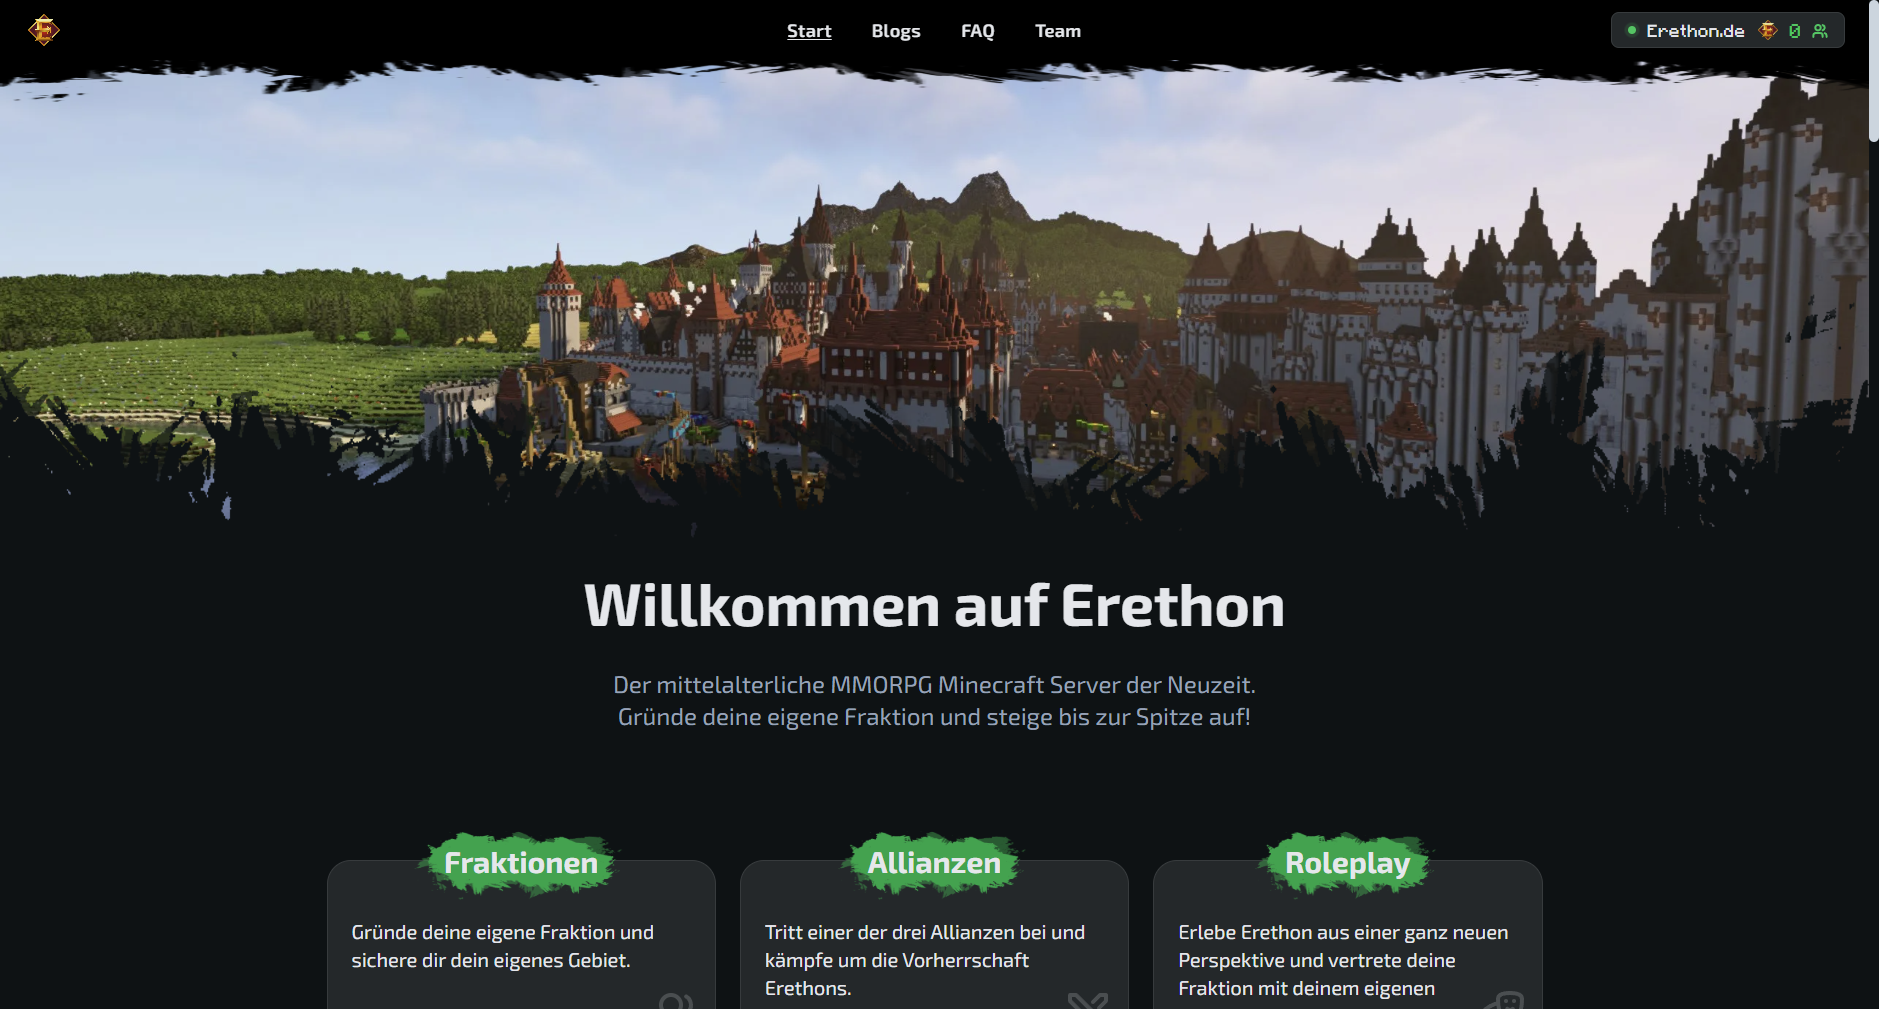 Start
Blogs
FAQ
Team
Erethon.de
0
Willkommen auf Erethon
Der mittelalterliche MMORPG Minecraft Server der Neuzeit.
Gründe deine eigene Fraktion und steige bis zur Spitze auf!
Fraktionen
Gründe deine eigene Fraktion und
sichere dir dein eigenes Gebiet.
Allianzen
Tritt einer der drei Allianzen bei und
kämpfe um die Vorherrschaft
Erethons.
Roleplay
Erlebe Erethon aus einer ganz neuen
Perspektive und vertrete deine
Fraktion mit deinem eigenen